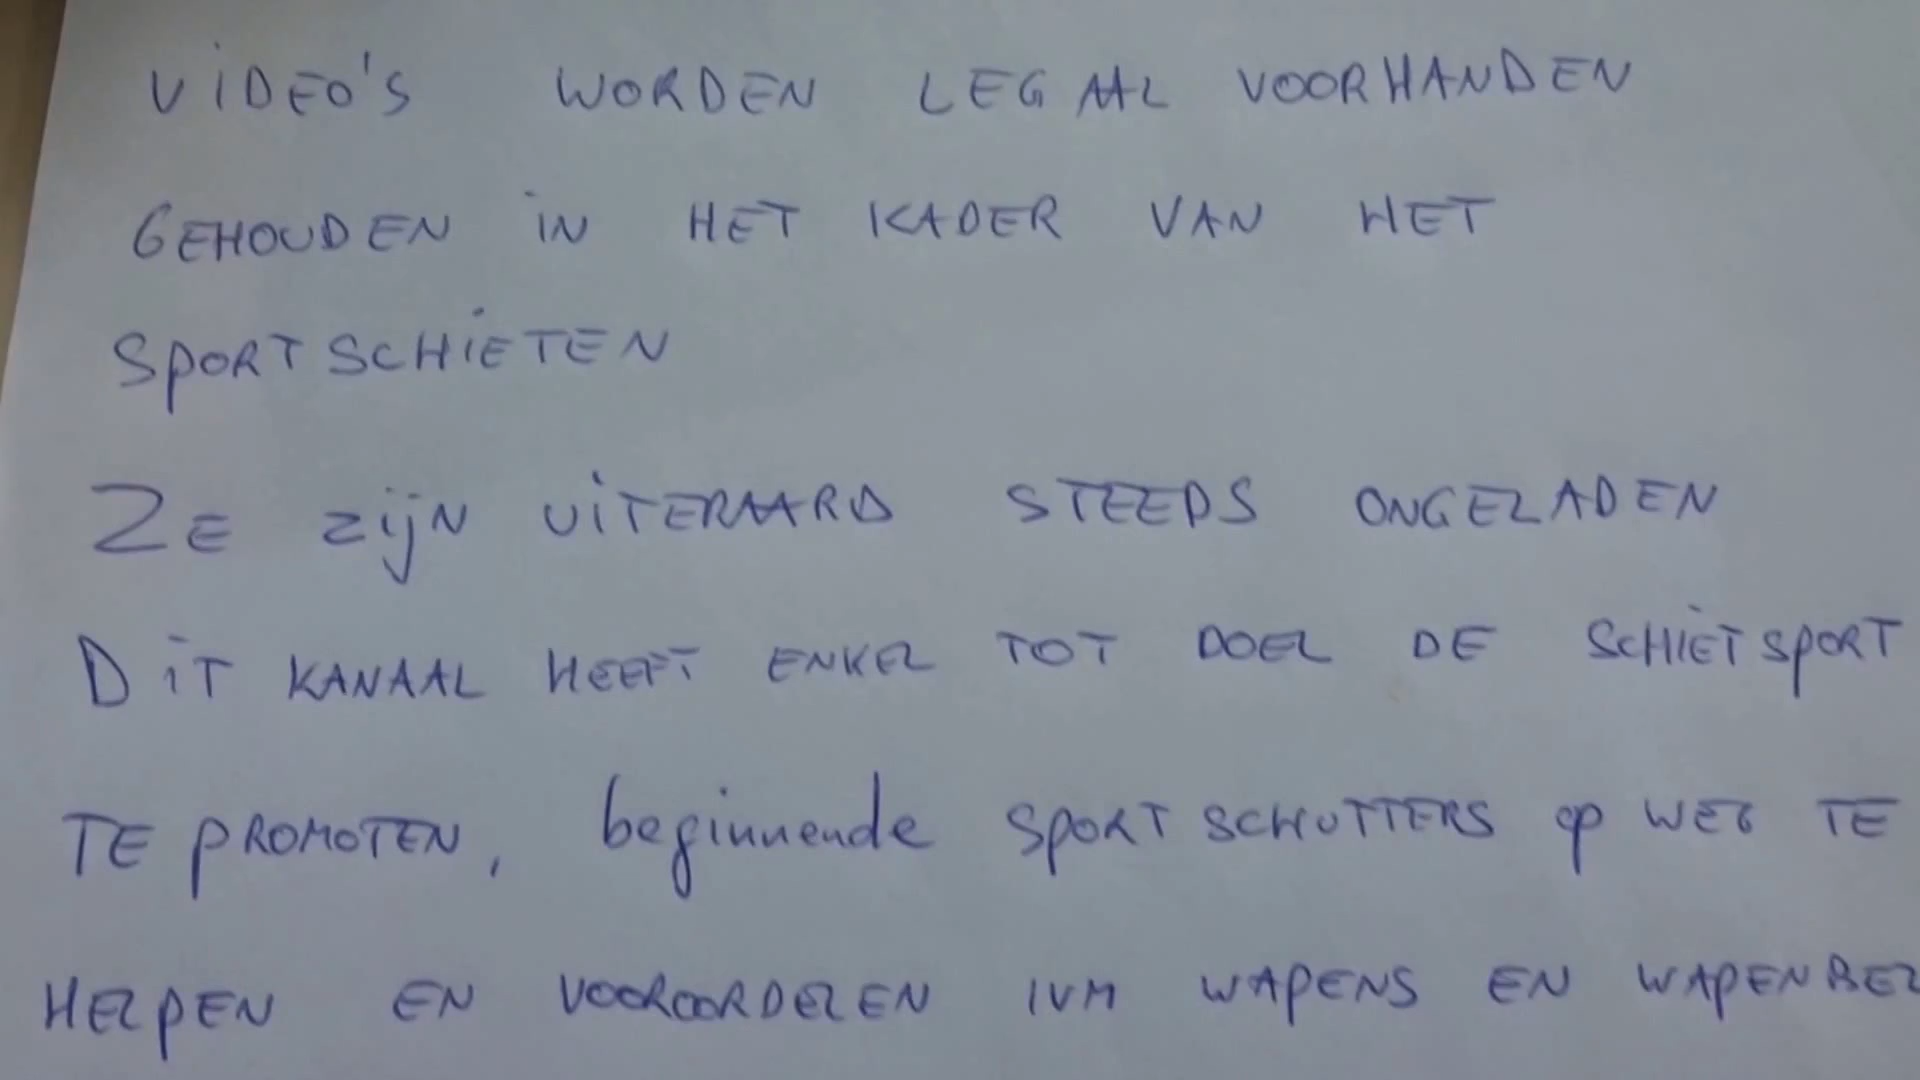 ViDEO'S WORDEN LEGAAL VOORHANDEN
GEHOUDEN iN HET KADER VAN HET
SPORTSCHiETEN
ZE zijN UiTERAARD STEEDS ONGELADEN
DiT KANAAL HEEFT ENKEL TOT DOEL DE SCHiETSPORT
TE PROMOTEN, beginnende SPORTSCHUTTERS op WEG TE
HELPEN EN VOOROORDELEN IVM WAPENS EN WAPENBEZ